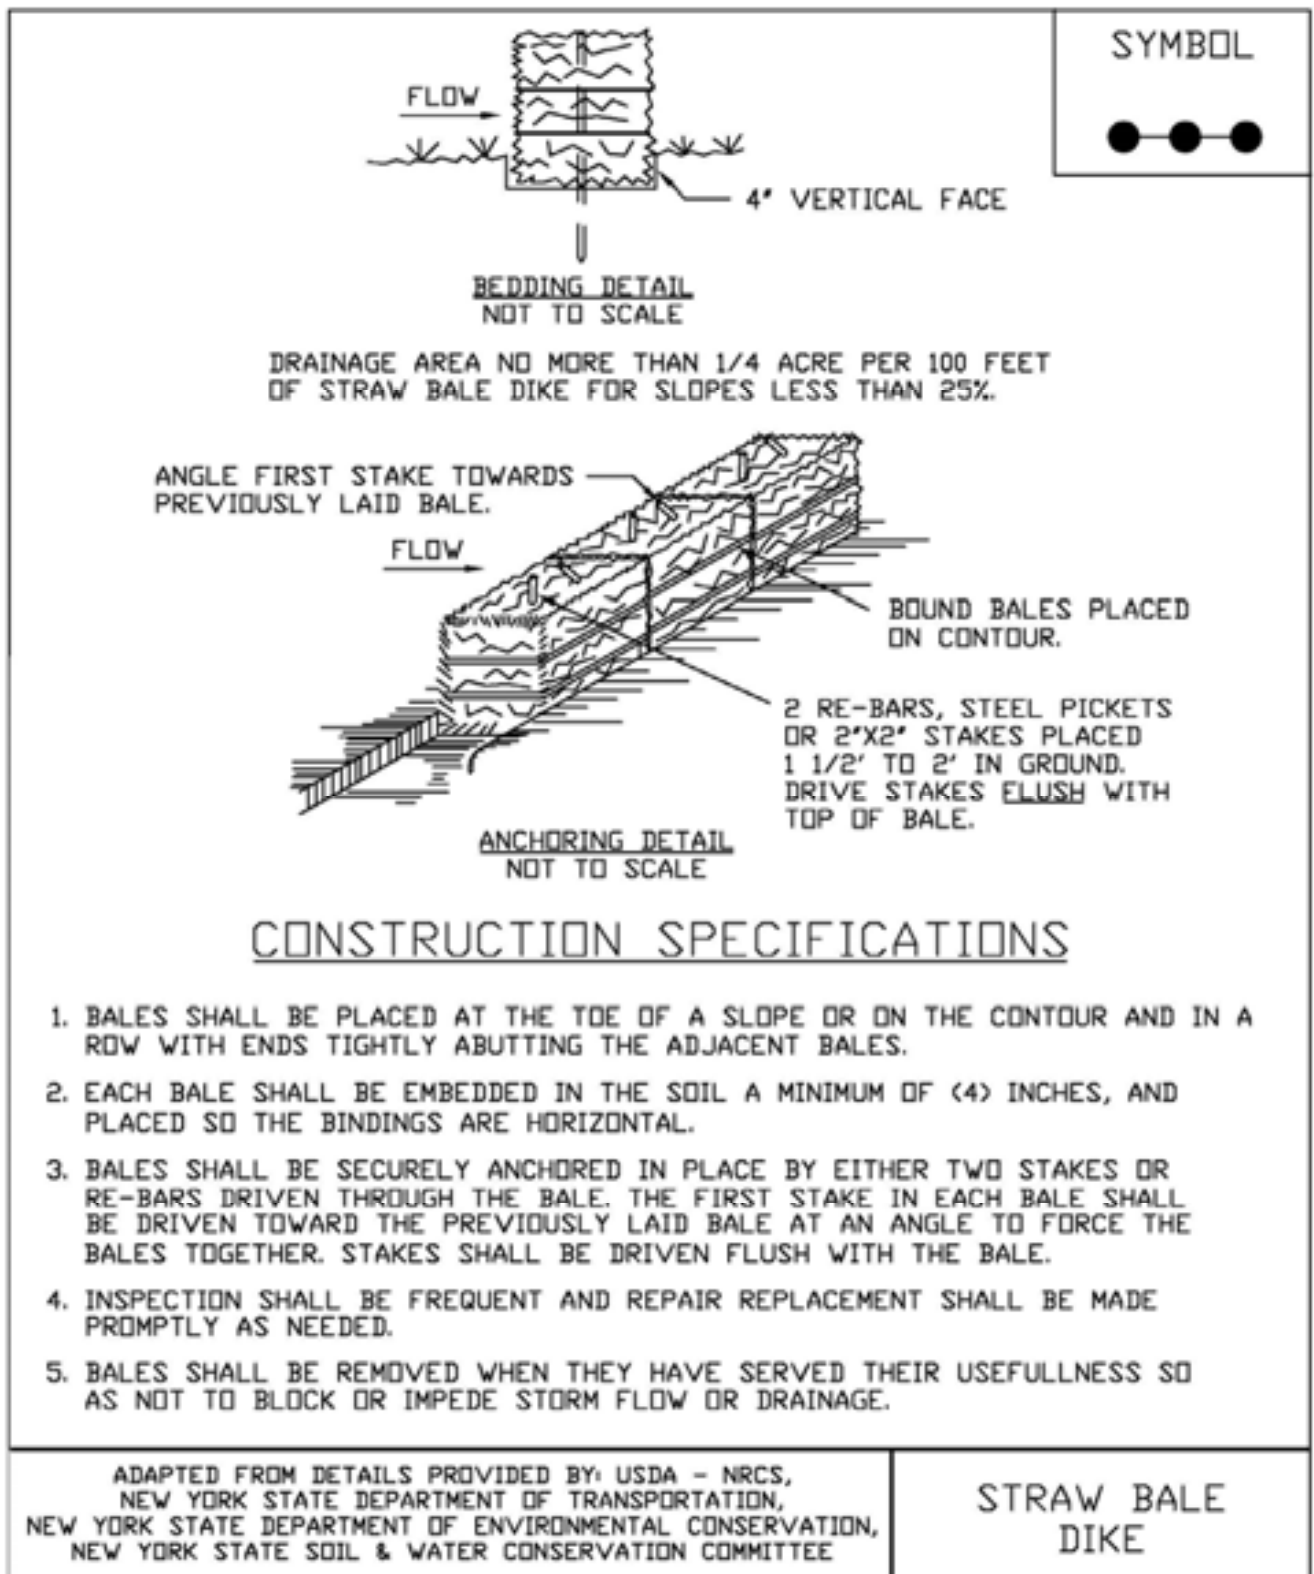 SYMBOL
FLOW
4" VERTICAL FACE
BEDDING DETAIL
NOT TO SCALE
DRAINAGE AREA NO MORE THAN 1/4 ACRE PER 100 FEET
OF STRAW BALE DIKE FOR SLOPES LESS THAN 25%.
ANGLE FIRST STAKE TOWARDS
PREVIOUSLY LAID BALE.
FLOW
BOUND BALES PLACED
ON CONTOUR.
2 RE-BARS, STEEL PICKETS
OR 2"X2" STAKES PLACED
1 1/2' TO 2' IN GROUND.
DRIVE STAKES FLUSH WITH
TOP OF BALE.
ANCHORING DETAIL
NOT TO SCALE
CONSTRUCTION SPECIFICATIONS
1. BALES SHALL BE PLACED AT THE TOE OF A SLOPE OR ON THE CONTOUR AND IN A
ROW WITH ENDS TIGHTLY ABUTTING THE ADJACENT BALES.
2. EACH BALE SHALL BE EMBEDDED IN THE SOIL A MINIMUM OF (4) INCHES, AND
PLACED SO THE BINDINGS ARE HORIZONTAL.
3. BALES SHALL BE SECURELY ANCHORED IN PLACE BY EITHER TWO STAKES OR
RE-BARS DRIVEN THROUGH THE BALE. THE FIRST STAKE IN EACH BALE SHALL
BE DRIVEN TOWARD THE PREVIOUSLY LAID BALE AT AN ANGLE TO FORCE THE
BALES TOGETHER. STAKES SHALL BE DRIVEN FLUSH WITH THE BALE.
4. INSPECTION SHALL BE FREQUENT AND REPAIR REPLACEMENT SHALL BE MADE
PROMPTLY AS NEEDED.
5. BALES SHALL BE REMOVED WHEN THEY HAVE SERVED THEIR USEFULLNESS SO
AS NOT TO BLOCK OR IMPEDE STORM FLOW OR DRAINAGE.
ADAPTED FROM DETAILS PROVIDED BY: USDA - NRCS,
NEW YORK STATE DEPARTMENT OF TRANSPORTATION,
NEW YORK STATE DEPARTMENT OF ENVIRONMENTAL CONSERVATION,
NEW YORK STATE SOIL & WATER CONSERVATION COMMITTEE
STRAW BALE
DIKE